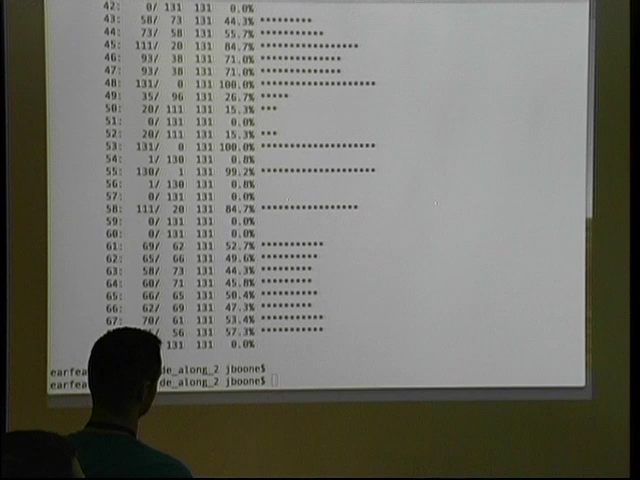 42: 0/ 131 131 0.0%
43: 58/ 73 131 44.3% *********
44: 73/ 58 131 55.7% ***********
45: 111/ 20 131 84.7% *****************
46: 93/ 38 131 71.0% **************
47: 93/ 38 131 71.0% **************
48: 131/ 0 131 100.0% ********************
49: 35/ 96 131 26.7% *****
50: 20/ 111 131 15.3% ***
51: 0/ 131 131 0.0%
52: 20/ 111 131 15.3% ***
53: 131/ 0 131 100.0% ********************
54: 1/ 130 131 0.8%
55: 130/ 1 131 99.2% ********************
56: 1/ 130 131 0.8%
57: 0/ 131 131 0.0%
58: 111/ 20 131 84.7% *****************
59: 0/ 131 131 0.0%
60: 0/ 131 131 0.0%
61: 69/ 62 131 52.7% ***********
62: 65/ 66 131 49.6% **********
63: 58/ 73 131 44.3% *********
64: 60/ 71 131 45.8% *********
65: 66/ 65 131 50.4% **********
66: 62/ 69 131 47.3% *********
67: 70/ 61 131 53.4% ***********
56 131 57.3% ***********
131 131 0.0%
earfea de_along_2 jboone$
earfea de_along_2 jboone$